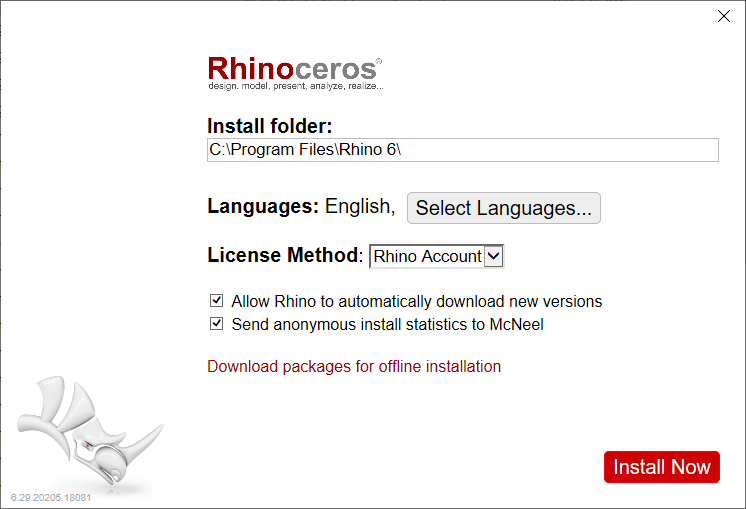 Rhinoceros®
design. model, present, analyze, realize...
Install folder:
C:\Program Files\Rhino 6\
Languages: English, Select Languages...
License Method: Rhino Account
Allow Rhino to automatically download new versions
Send anonymous install statistics to McNeel
Download packages for offline installation
Install Now
6.29.20205.18081